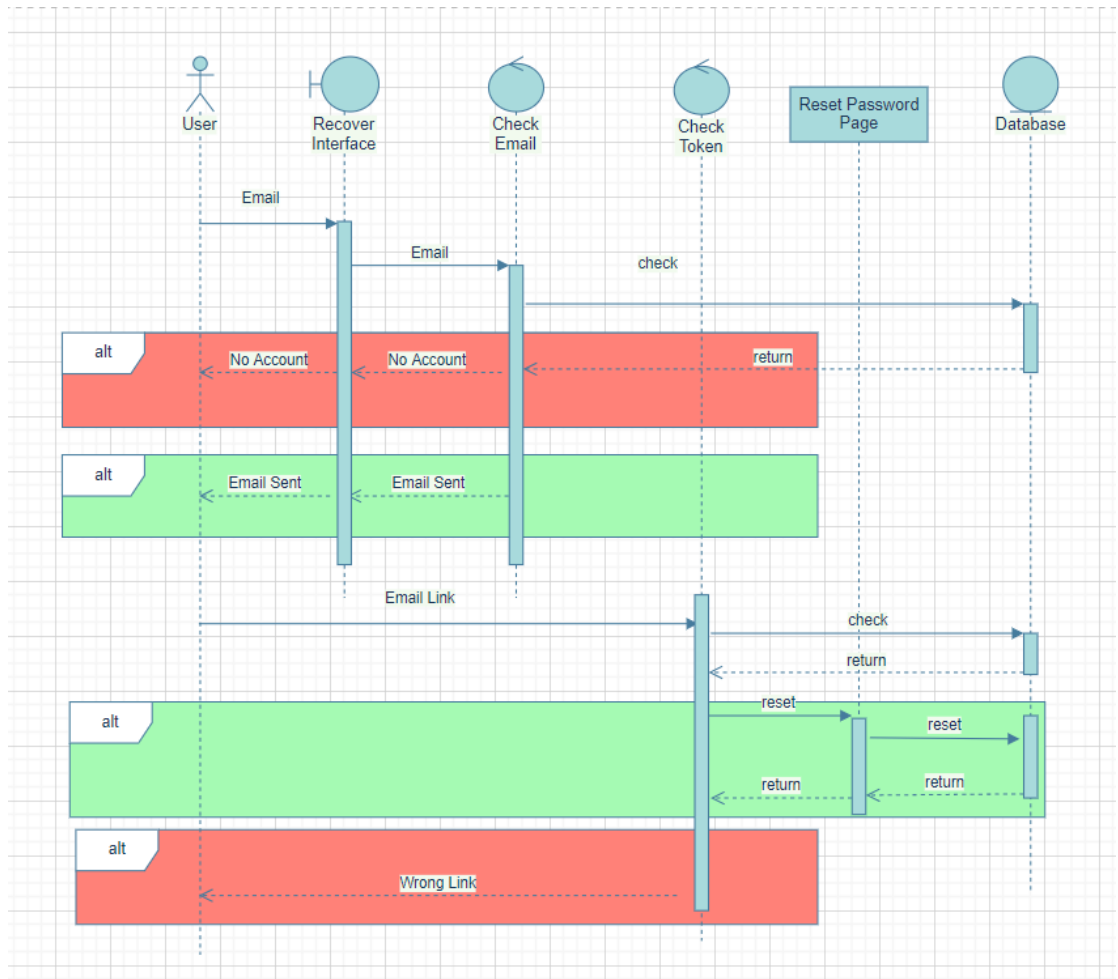 User
Recover
Interface
Check
Email
Check
Token
Reset Password
Page
Database
Email
Email
check
alt
No Account
No Account
return
alt
Email Sent
Email Sent
Email Link
check
return
alt
reset
reset
return
return
alt
Wrong Link